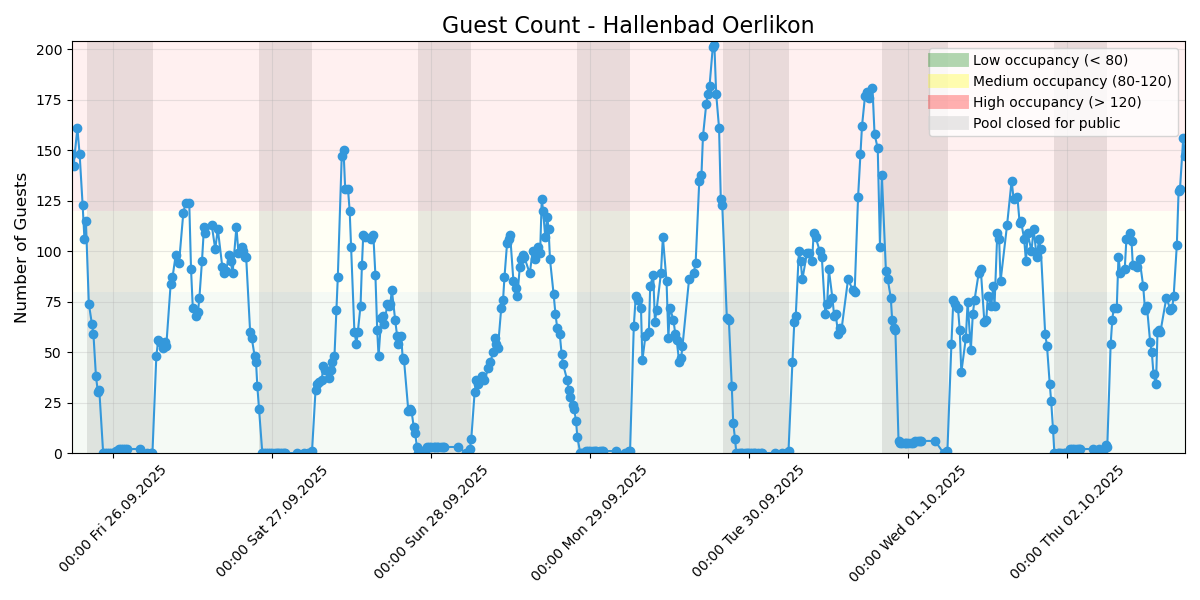 Guest Count - Hallenbad Oerlikon
Number of Guests
200
175
150
125
100
75
50
25
0
Low occupancy (< 80)
Medium occupancy (80-120)
High occupancy (> 120)
Pool closed for public
00:00 Fri 26.09.2025
00:00 Sat 27.09.2025
00:00 Sun 28.09.2025
00:00 Mon 29.09.2025
00:00 Tue 30.09.2025
00:00 Wed 01.10.2025
00:00 Thu 02.10.2025